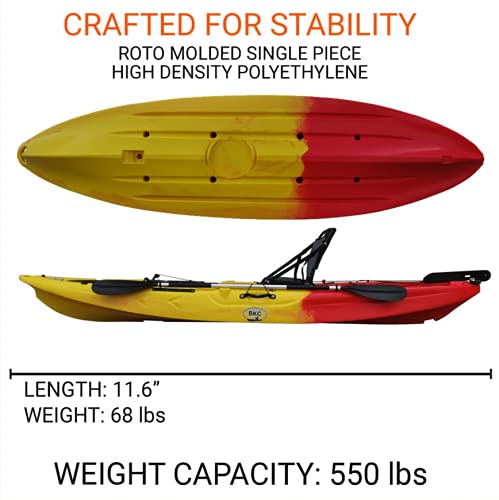 CRAFTED FOR STABILITY
ROTO MOLDED SINGLE PIECE
HIGH DENSITY POLYETHYLENE
BKC
LENGTH: 11.6”
WEIGHT: 68 lbs
WEIGHT CAPACITY: 550 lbs